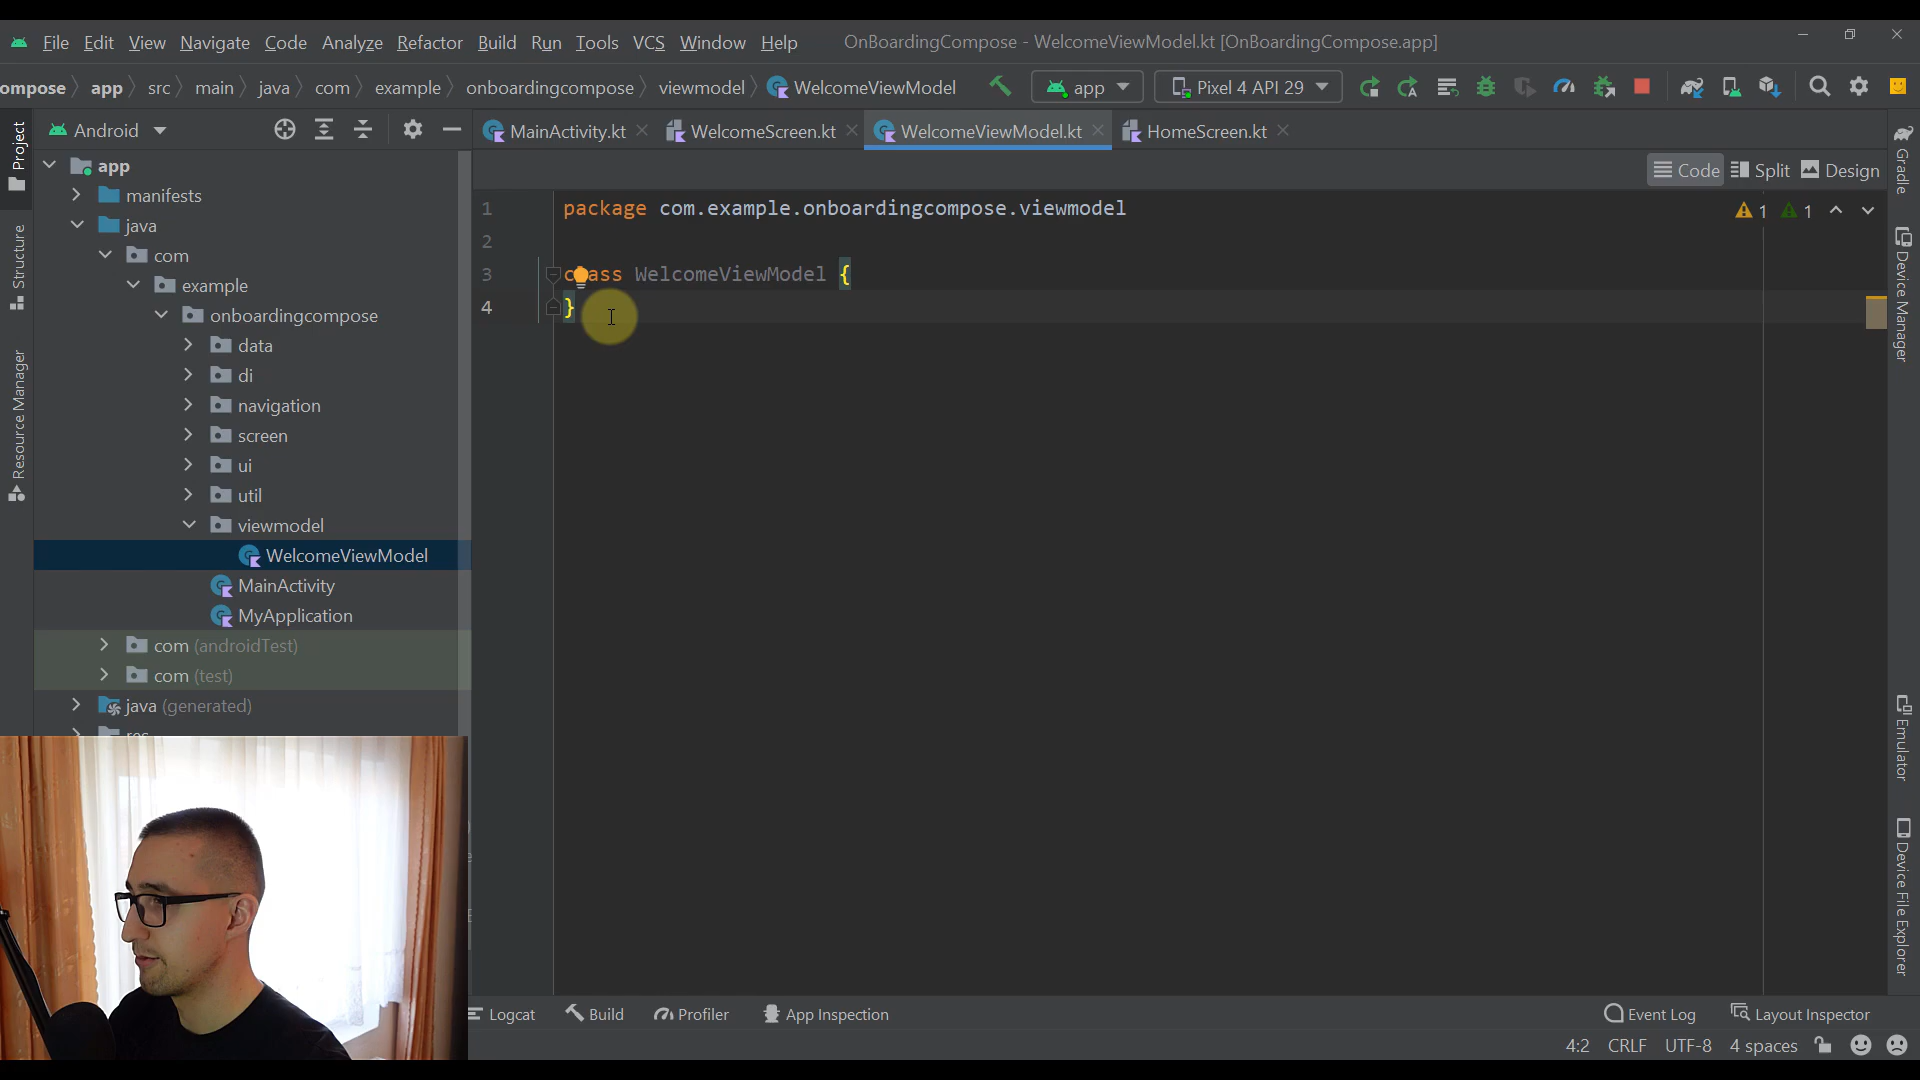 File Edit View Navigate Code Analyze Refactor Build Run Tools VCS Window Help OnBoardingCompose - WelcomeViewModel.kt [OnBoardingCompose.app]
ompose app src main java com example onboardingcompose viewmodel WelcomeViewModel app Pixel 4 API 29
Project
Structure
Resource Manager
Android
app
manifests
java
com
example
onboardingcompose
data
di
navigation
screen
ui
util
viewmodel
WelcomeViewModel
MainActivity
MyApplication
com (androidTest)
com (test)
java (generated)
res
MainActivity.kt WelcomeScreen.kt WelcomeViewModel.kt HomeScreen.kt
Code Split Design
1 package com.example.onboardingcompose.viewmodel
2
3 class WelcomeViewModel {
4 }
1 1
Gradle
Device Manager
Emulator
Device File Explorer
Logcat Build Profiler App Inspection Event Log Layout Inspector
4:2 CRLF UTF-8 4 spaces